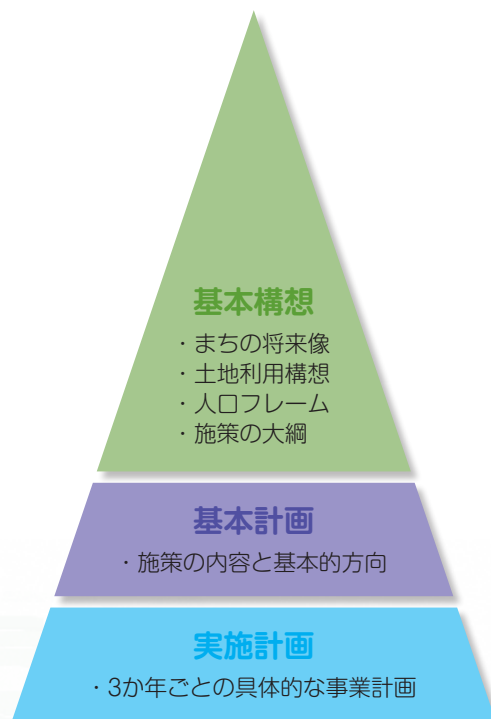 基本構想
・まちの将来像
・土地利用構想
・人口フレーム
・施策の大綱
基本計画
・施策の内容と基本的方向
実施計画
・3か年ごとの具体的な事業計画